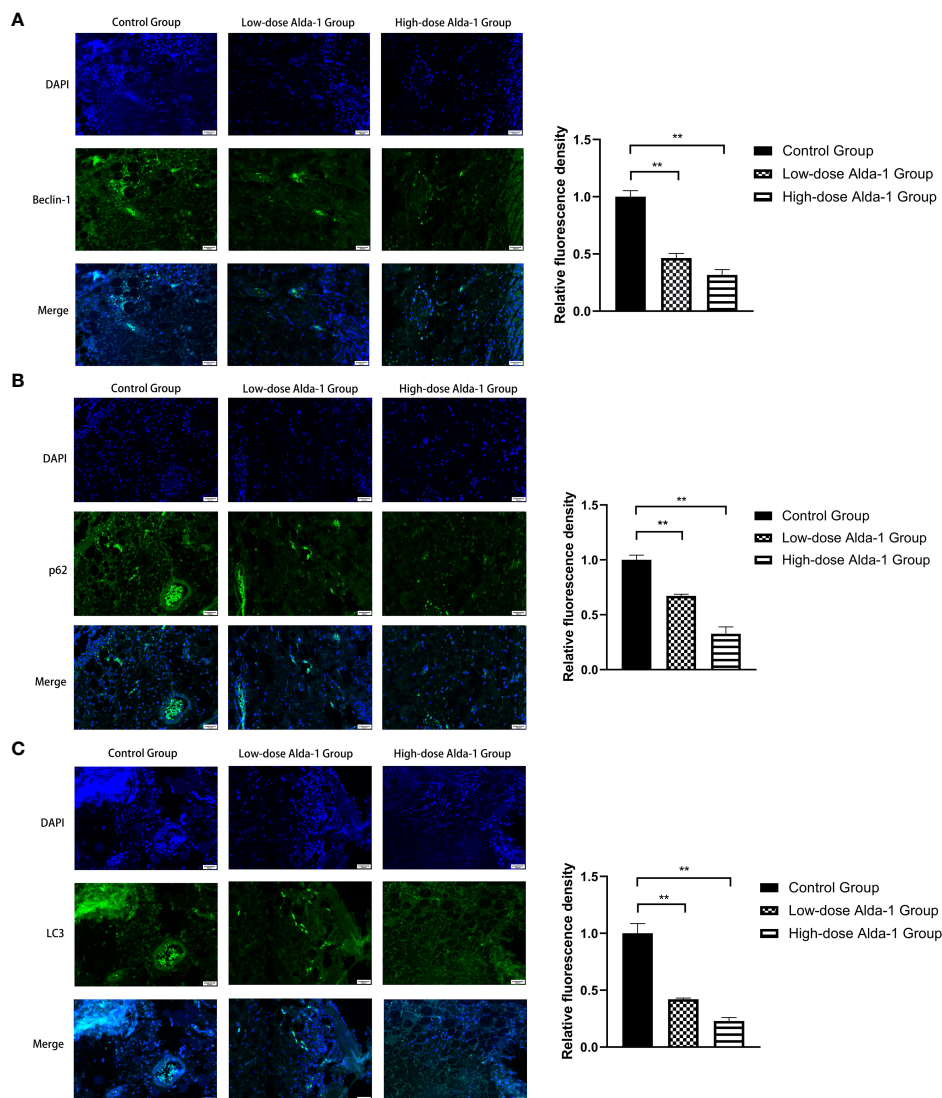 A
Control Group Low-dose Alda-1 Group High-dose Alda-1 Group
DAPI
Beclin-1
Merge
Relative fluorescence density
1.5
1.0
0.5
0.0
**
**
Control Group
Low-dose Alda-1 Group
High-dose Alda-1 Group
B
Control Group Low-dose Alda-1 Group High-dose Alda-1 Group
DAPI
p62
Merge
Relative fluorescence density
1.5
1.0
0.5
0.0
**
**
Control Group
Low-dose Alda-1 Group
High-dose Alda-1 Group
C
Control Group Low-dose Alda-1 Group High-dose Alda-1 Group
DAPI
LC3
Merge
Relative fluorescence density
1.5
1.0
0.5
0.0
**
**
Control Group
Low-dose Alda-1 Group
High-dose Alda-1 Group